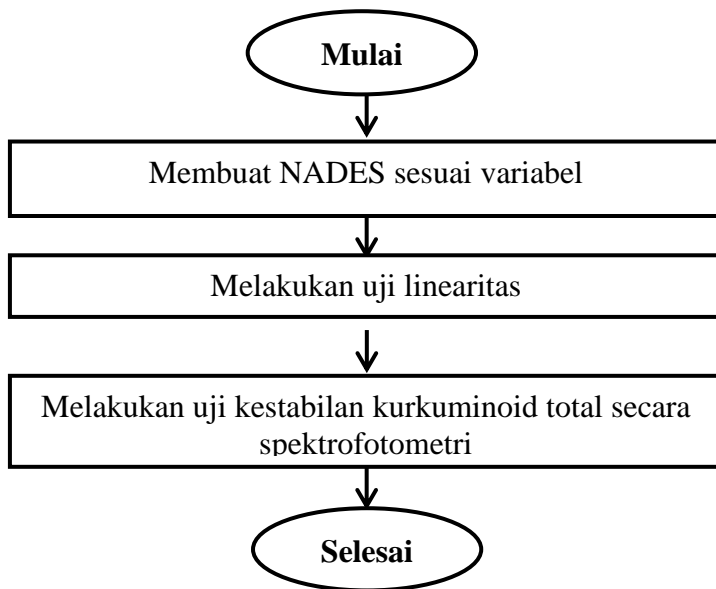 Mulai
Membuat NADES sesuai variabel
Melakukan uji linearitas
Melakukan uji kestabilan kurkuminoid total secara
spektrofotometri
Selesai